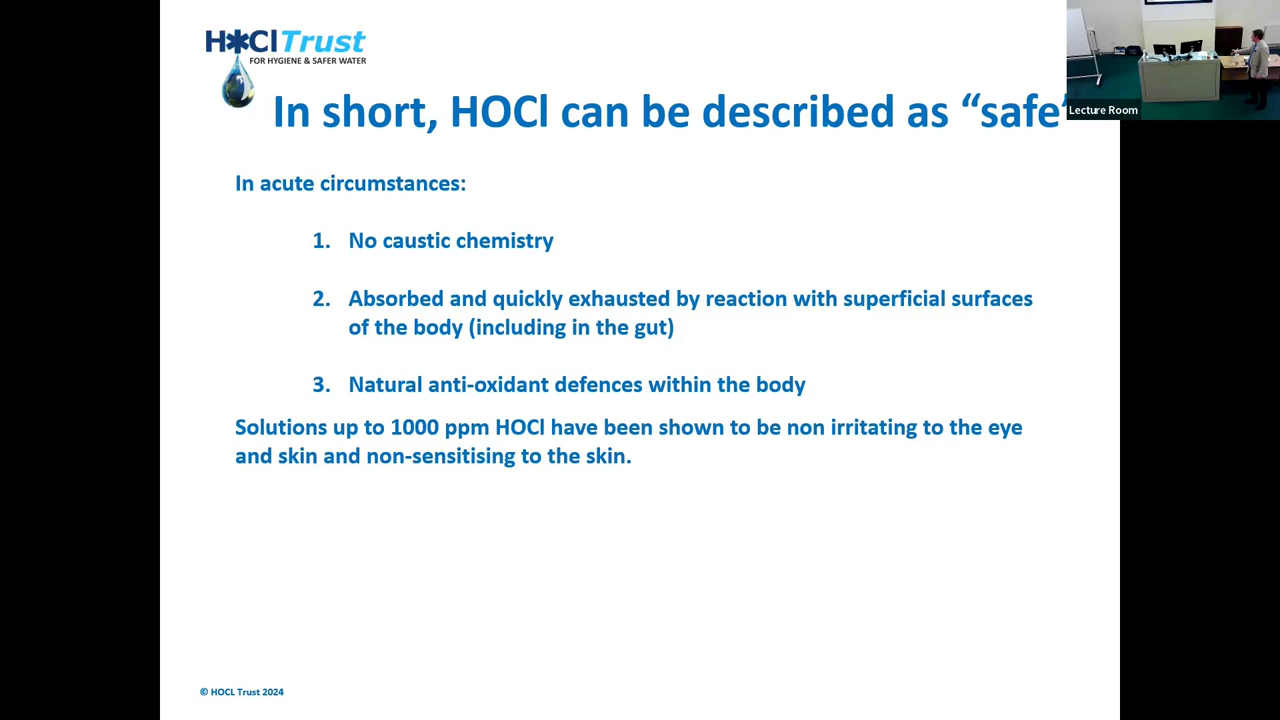 H*Cl Trust
FOR HYGIENE & SAFER WATER
In short, HOCl can be described as “safe”
Lecture Room
In acute circumstances:
1. No caustic chemistry
2. Absorbed and quickly exhausted by reaction with superficial surfaces
of the body (including in the gut)
3. Natural anti-oxidant defences within the body
Solutions up to 1000 ppm HOCl have been shown to be non irritating to the eye
and skin and non-sensitising to the skin.
© HOCL Trust 2024